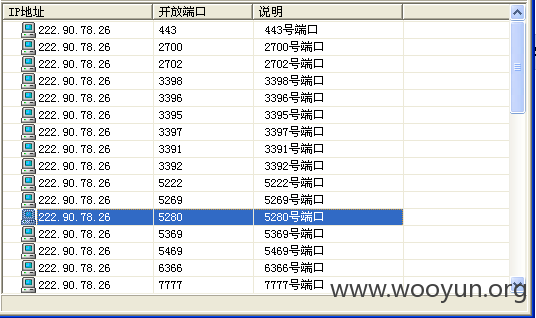 IP地址 开放端口 说明
222.90.78.26 443 443号端口
222.90.78.26 2700 2700号端口
222.90.78.26 2702 2702号端口
222.90.78.26 3398 3398号端口
222.90.78.26 3396 3396号端口
222.90.78.26 3395 3395号端口
222.90.78.26 3397 3397号端口
222.90.78.26 3391 3391号端口
222.90.78.26 3392 3392号端口
222.90.78.26 5222 5222号端口
222.90.78.26 5269 5269号端口
222.90.78.26 5280 5280号端口
222.90.78.26 5369 5369号端口
222.90.78.26 5469 5469号端口
222.90.78.26 6366 6366号端口
222.90.78.26 7777 7777号端口
www.wooyun.org